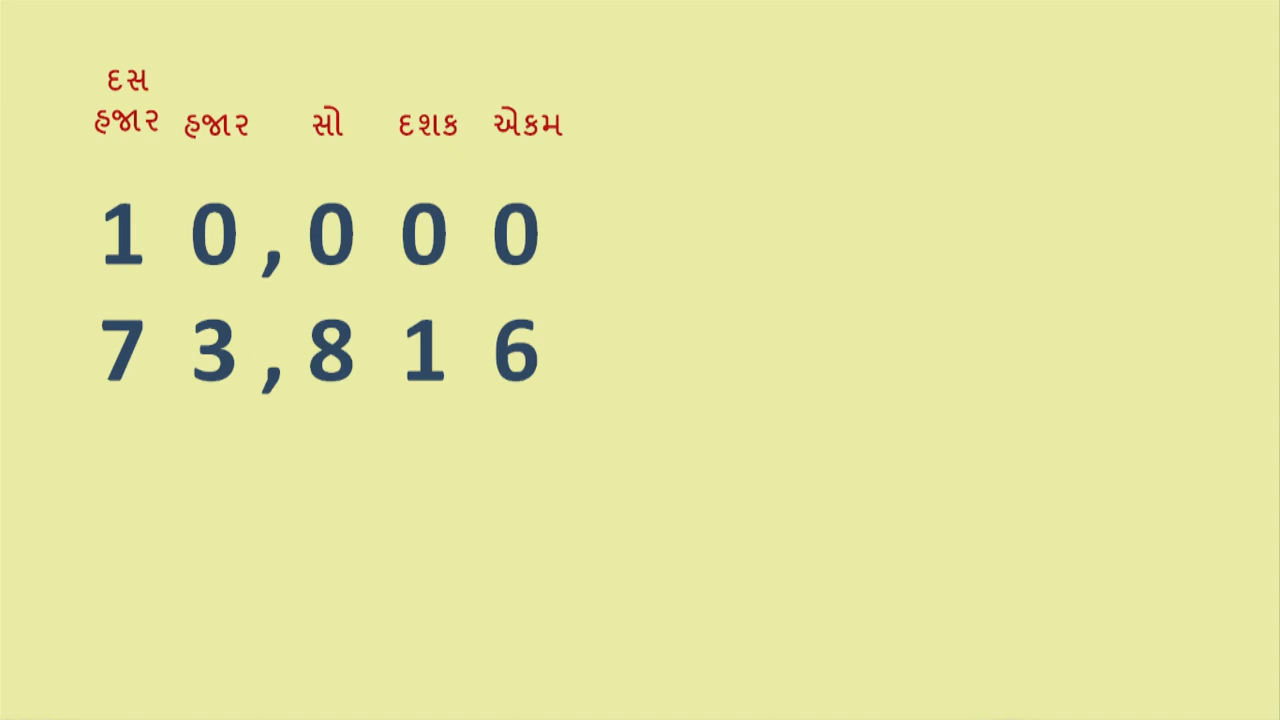 દસ
હજાર હજાર સો દશક એકમ
1 0 , 0 0 0
7 3 , 8 1 6